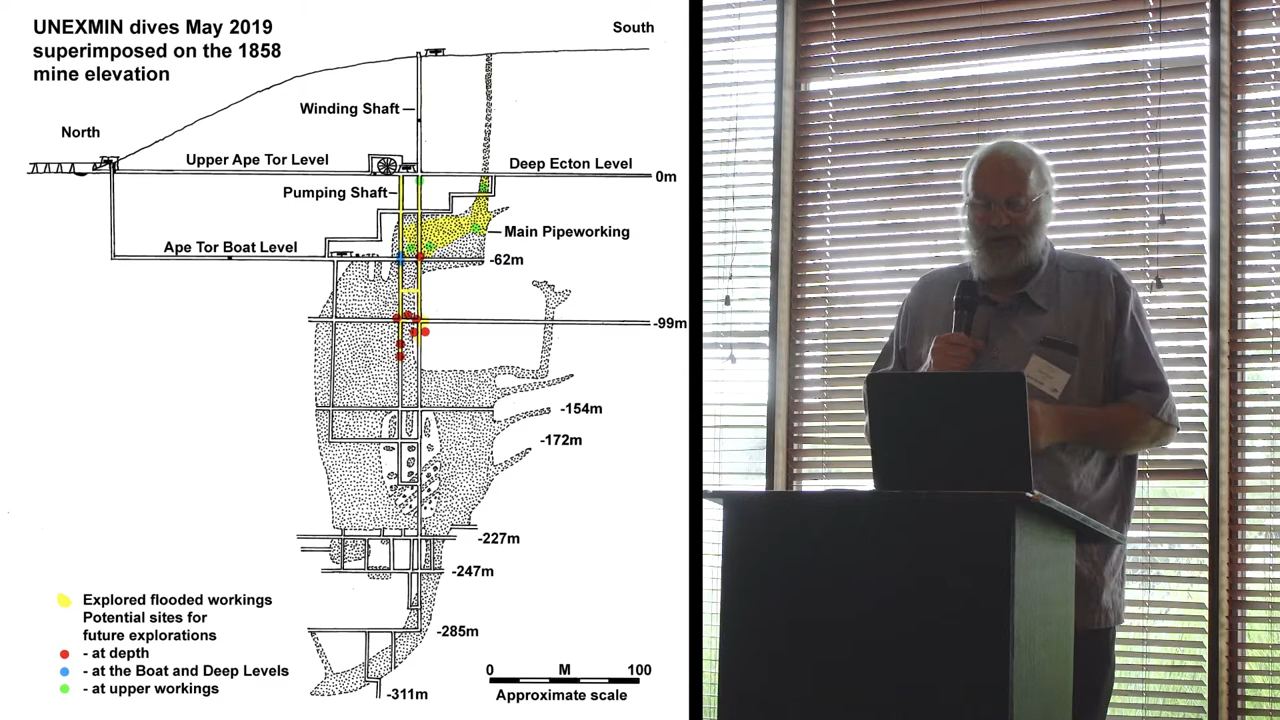 UNEXMIN dives May 2019
superimposed on the 1858
mine elevation
South
North
Winding Shaft
Upper Ape Tor Level
Deep Ecton Level
0m
Pumping Shaft
Main Pipeworking
Ape Tor Boat Level
-62m
-99m
-154m
-172m
-227m
-247m
-285m
-311m
Explored flooded workings
Potential sites for
future explorations
- at depth
- at the Boat and Deep Levels
- at upper workings
0 M 100
Approximate scale